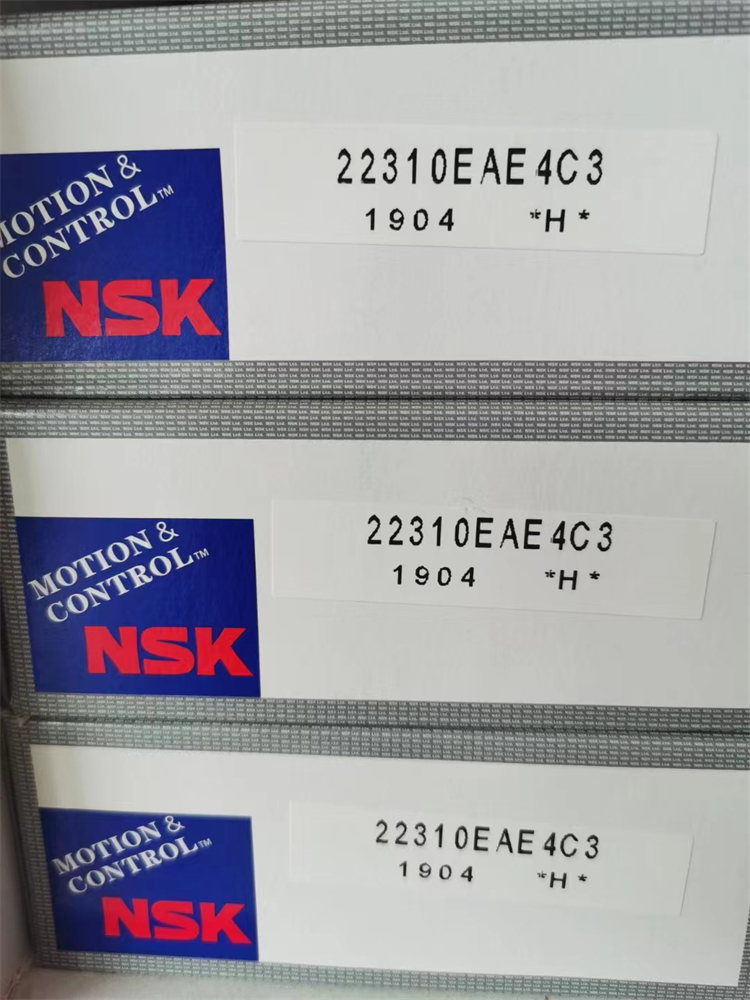 MOTION &
CONTROL™
NSK
22310EAE4C3
1904 *H*
MOTION &
CONTROL™
NSK
22310EAE4C3
1904 *H*
MOTION &
CONTROL™
NSK
22310EAE4C3
1904 *H*